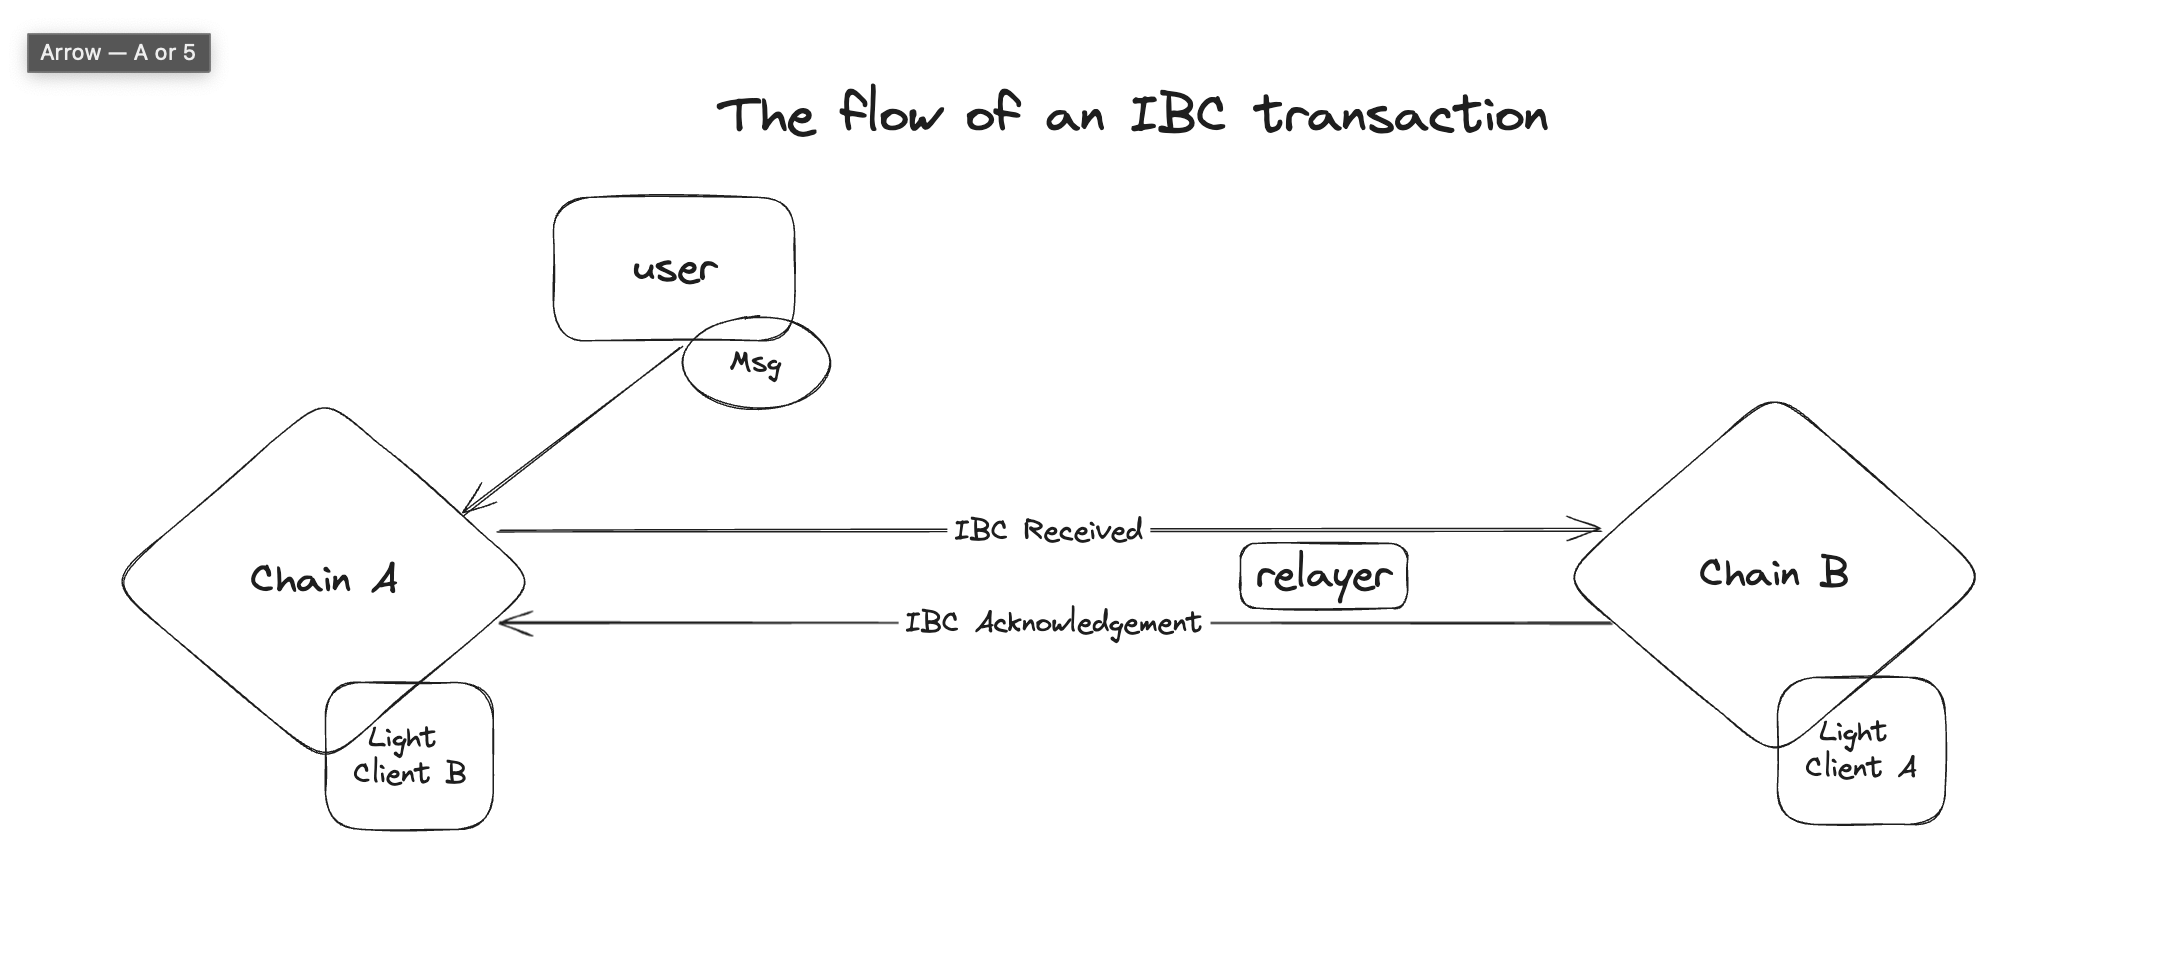 Arrow — A or 5
The flow of an IBC transaction
user
Msg
IBC Received
relayer
Chain A
Chain B
IBC Acknowledgement
Light
Client B
Light
Client A